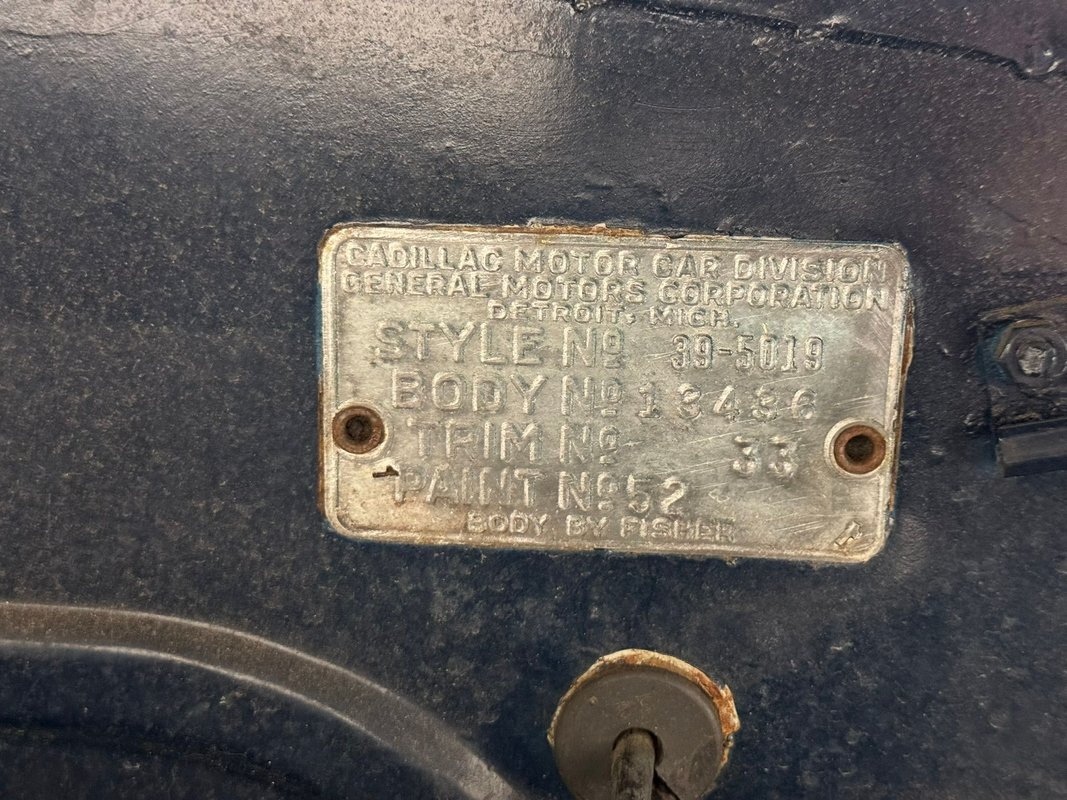 CADILLAC MOTOR CAR DIVISION
GENERAL MOTORS CORPORATION
DETROIT, MICH.
STYLE Nº 39-5019
BODY Nº 13436
TRIM Nº 33
PAINT Nº 52
BODY BY FISHER